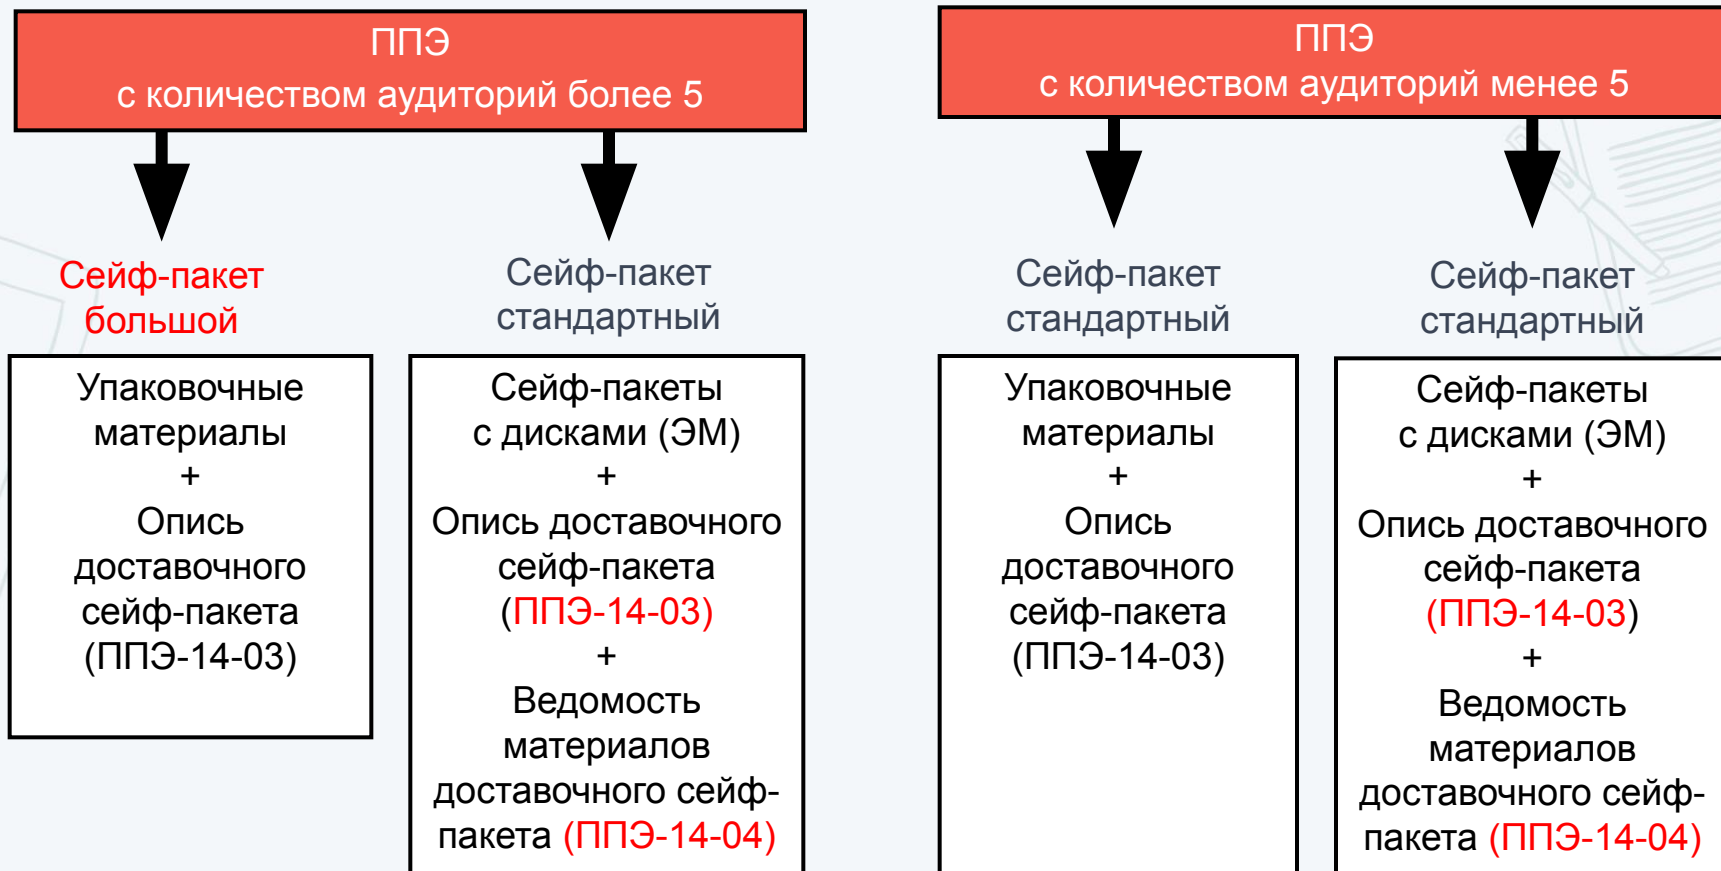 ППЭ
с количеством аудиторий более 5
Сейф-пакет
большой
Упаковочные
материалы
+
Опись
доставочного
сейф-пакета
(ППЭ-14-03)
Сейф-пакет
стандартный
Сейф-пакеты
с дисками (ЭМ)
+
Опись доставочного
сейф-пакета
(ППЭ-14-03)
+
Ведомость
материалов
доставочного сейф-
пакета (ППЭ-14-04)
ППЭ
с количеством аудиторий менее 5
Сейф-пакет
стандартный
Упаковочные
материалы
+
Опись
доставочного
сейф-пакета
(ППЭ-14-03)
Сейф-пакет
стандартный
Сейф-пакеты
с дисками (ЭМ)
+
Опись доставочного
сейф-пакета
(ППЭ-14-03)
+
Ведомость
материалов
доставочного сейф-
пакета (ППЭ-14-04)